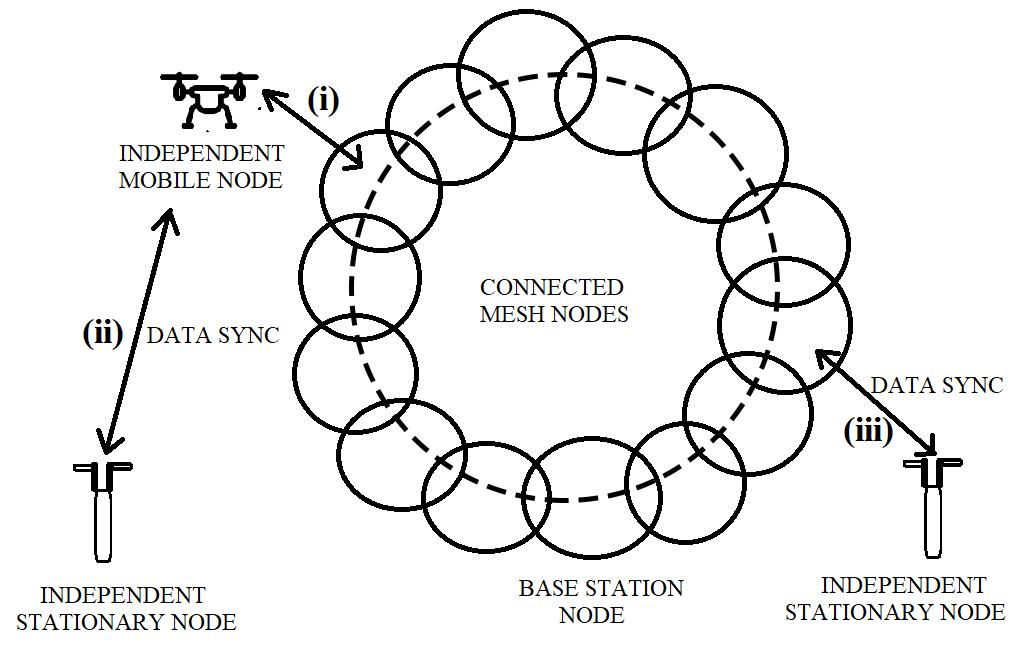 (i)
INDEPENDENT
MOBILE NODE
CONNECTED
MESH NODES
(ii)
DATA SYNC
DATA SYNC
(iii)
INDEPENDENT
STATIONARY NODE
BASE STATION
NODE
INDEPENDENT
STATIONARY NODE